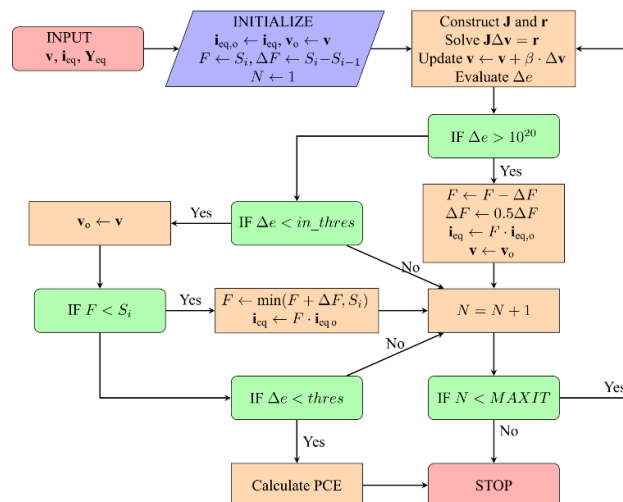 INPUT
v, i_eq, Y_eq
INITIALIZE
i_eq,o ← i_eq, v_o ← v
F ← S_i, ΔF ← S_i−S_i−1
N ← 1
Construct J and r
Solve JΔv = r
Update v ← v + β · Δv
Evaluate Δe
IF Δe > 10^20
Yes
F ← F − ΔF
ΔF ← 0.5ΔF
i_eq ← F · i_eq,o
v ← v_o
IF Δe < in_thres
Yes
No
v_o ← v
IF F < S_i
Yes
F ← min(F + ΔF, S_i)
i_eq ← F · i_eq o
N = N + 1
No
IF Δe < thres
Yes
IF N < MAXIT
Yes
No
Calculate PCE
STOP